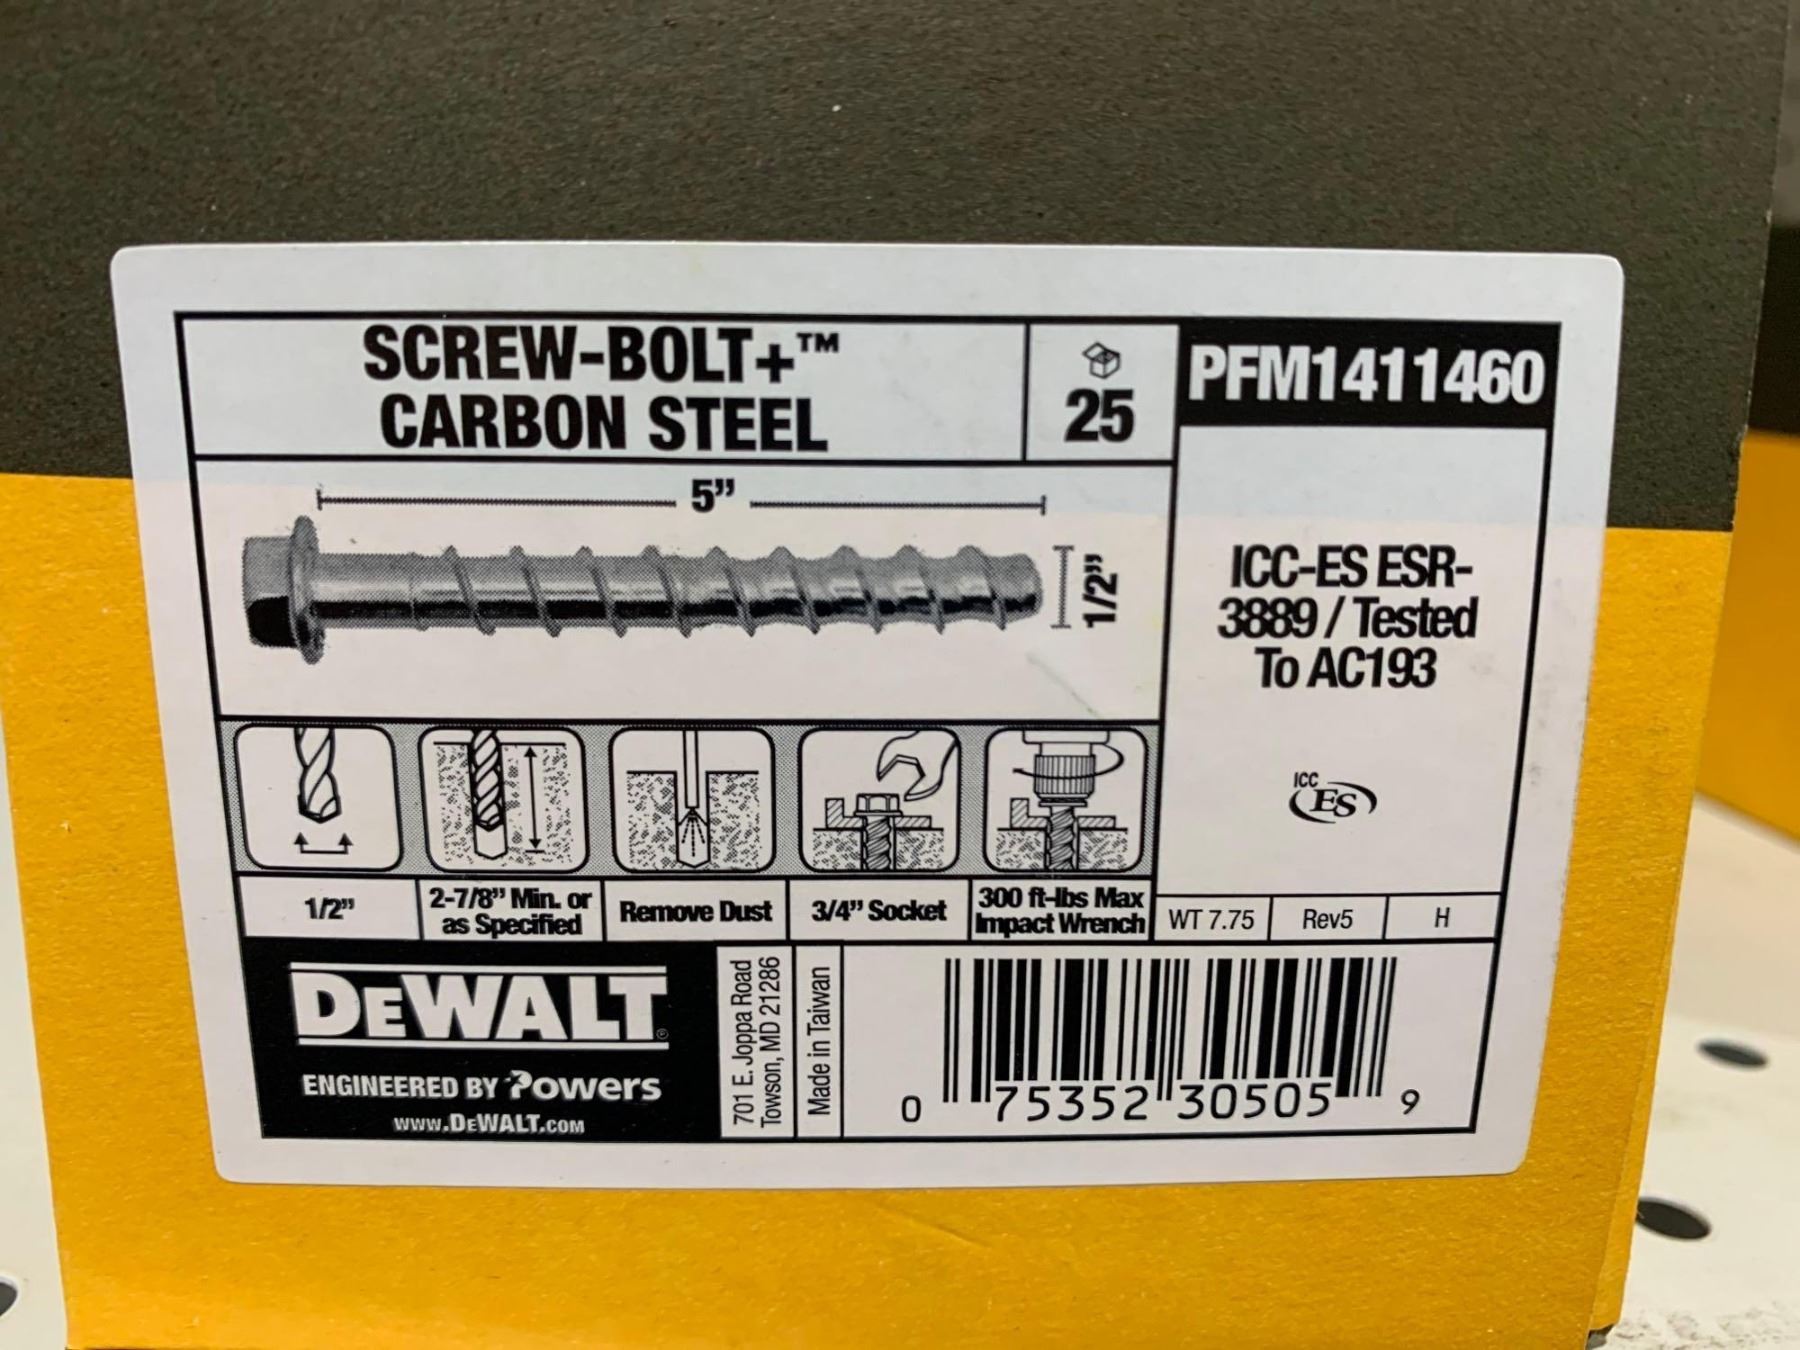 SCREW-BOLT+™
CARBON STEEL
25
PFM1411460
5”
1/2”
ICC-ES ESR-
3889 / Tested
To AC193
ICC
ES
1/2”
2-7/8” Min. or
as Specified
Remove Dust
3/4” Socket
300 ft-lbs Max
Impact Wrench
WT 7.75
Rev5
H
DEWALT®
ENGINEERED BY Powers
WWW.DEWALT.COM
701 E. Joppa Road
Towson, MD 21286
Made in Taiwan
0 75352 30505 9